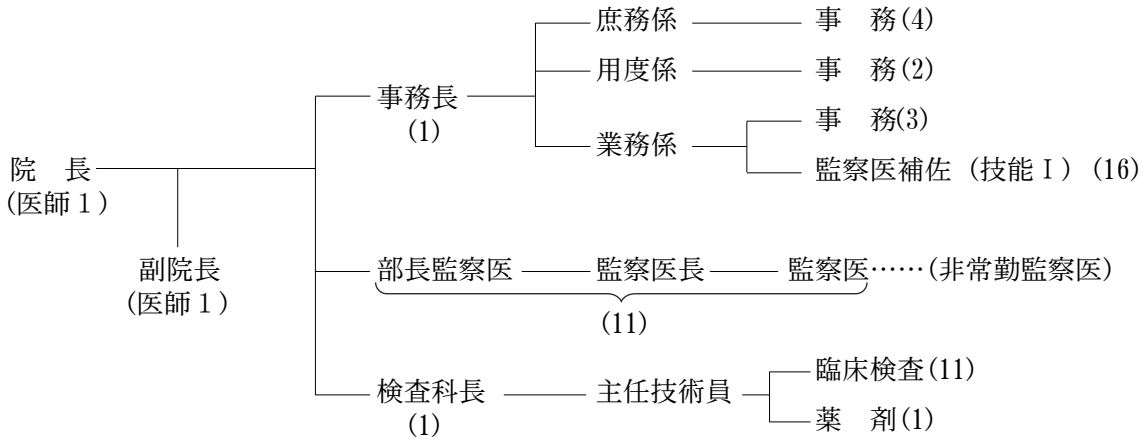 庶務係 事　務(4)
用度係 事　務(2)
事務長
(1)
業務係 事　務(3)
監察医補佐（技能Ⅰ）(16)
院　長
(医師１)
副院長
(医師１)
部長監察医 監察医長 監察医……(非常勤監察医)
(11)
検査科長
(1)
主任技術員 臨床検査(11)
薬　剤(1)